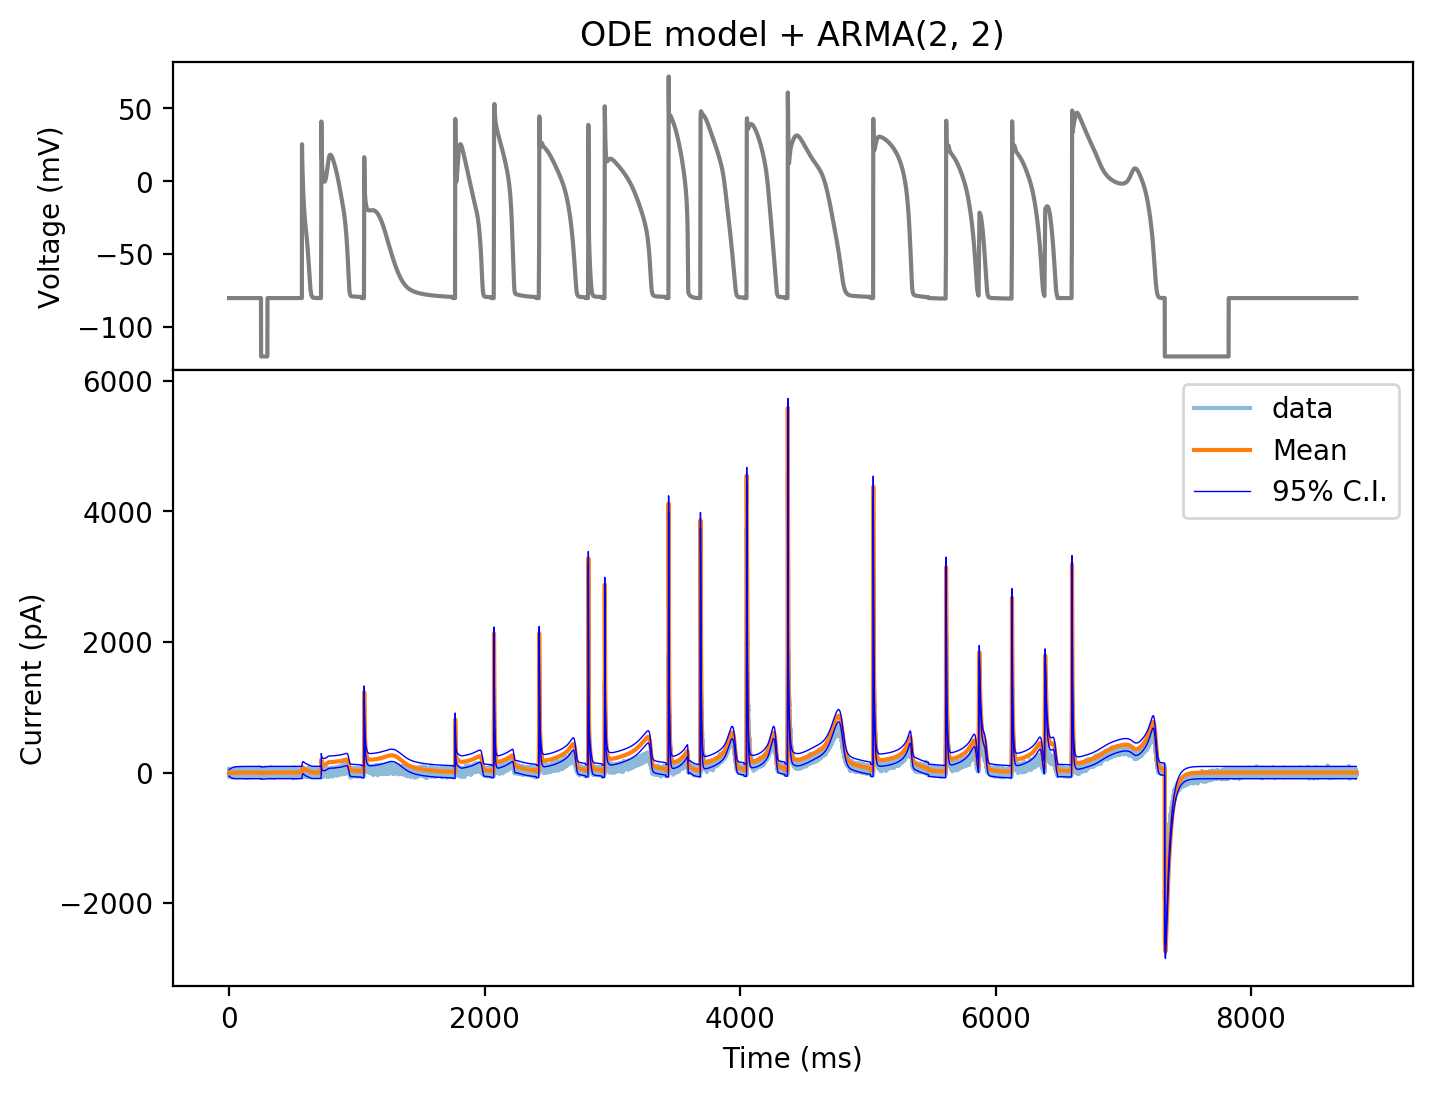 ODE model + ARMA(2, 2)
Voltage (mV)
50
0
−50
−100
Current (pA)
6000
4000
2000
0
−2000
data
Mean
95% C.I.
0 2000 4000 6000 8000
Time (ms)